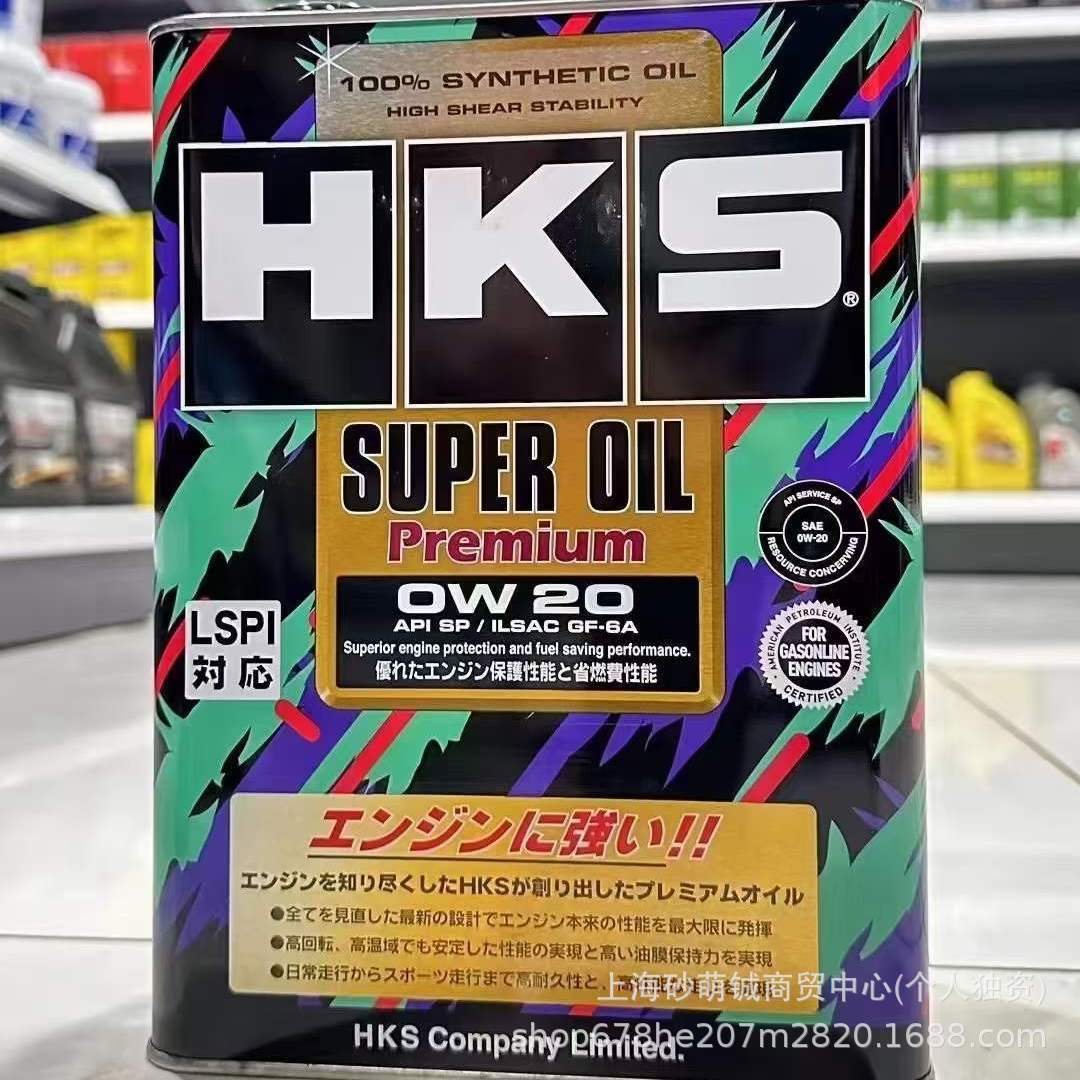 100% SYNTHETIC OIL
HIGH SHEAR STABILITY
HKS®
SUPER OIL
Premium
0W 20
API SP / ILSAC GF-6A
Superior engine protection and fuel saving performance.
優れたエンジン保護性能と省燃費性能
LSPI
対応
API SERVICE SP
SAE
0W-20
RESOURCE CONCERVING
AMERICAN PETROLEUM INSTITUTE
FOR
GASONLINE
ENGINES
CERTIFIED
エンジンに強い!!
エンジンを知り尽くしたHKSが創り出したプレミアムオイル
●全てを見直した最新の設計でエンジン本来の性能を最大限に発揮
●高回転、高温域でも安定した性能の実現と高い油膜保持力を実現
●日常走行からスポーツ走行まで高耐久性と、
上海砂萌铖商贸中心(个人独资)
HKS Company Limited.
shop678he207m2820.1688.com